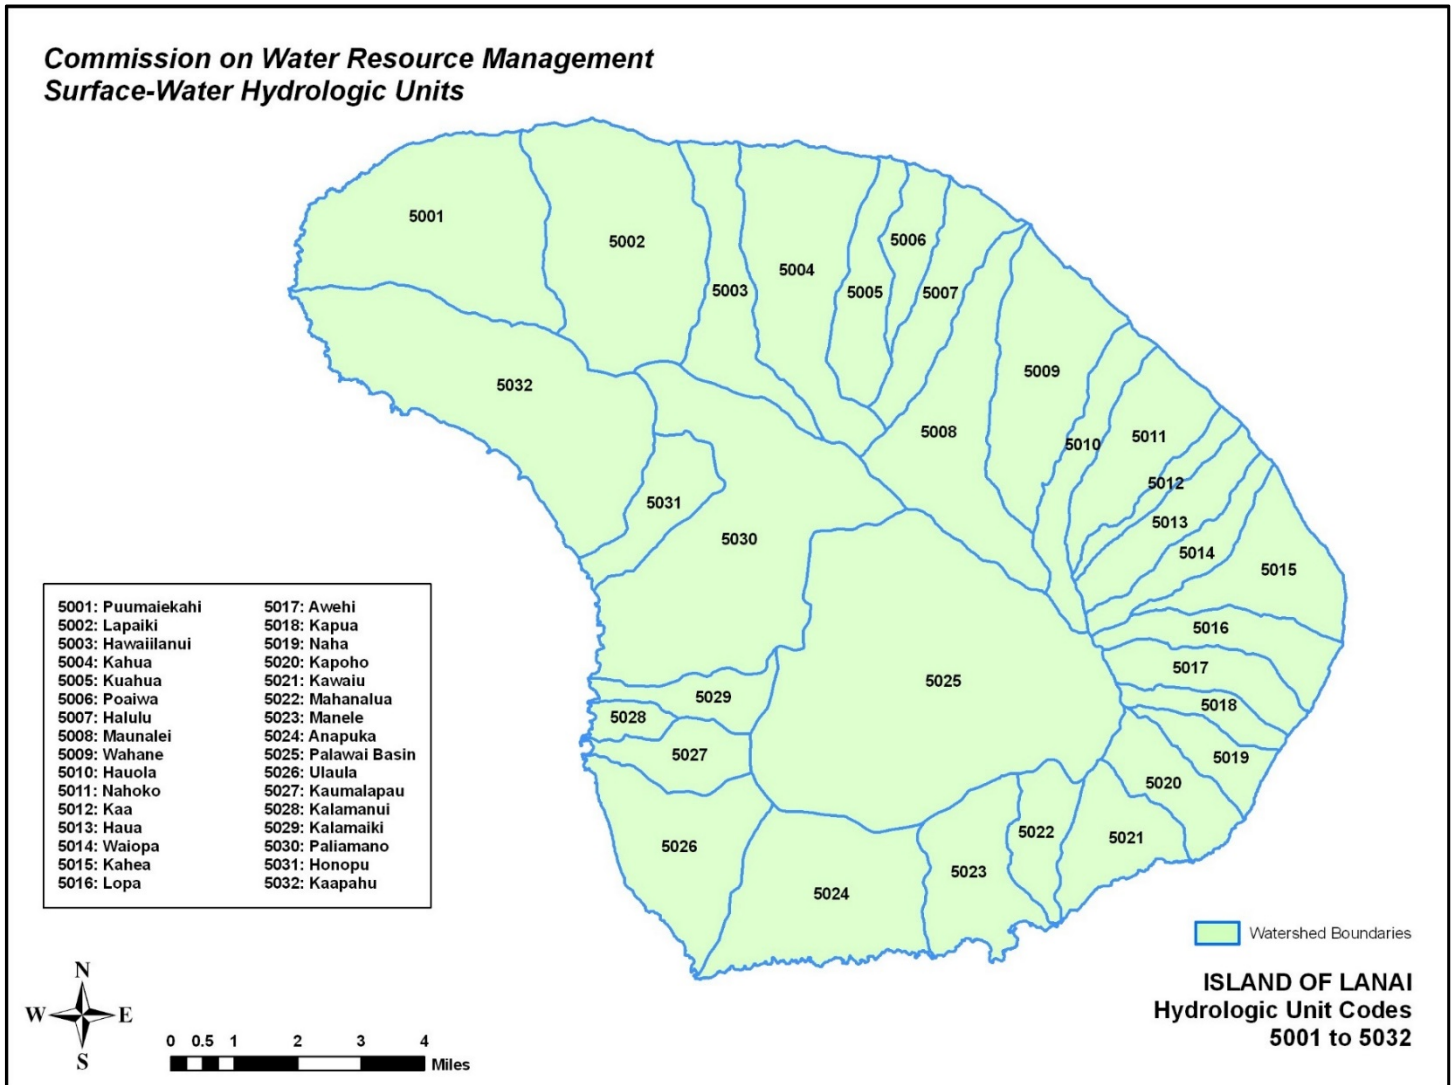 Commission on Water Resource Management
Surface-Water Hydrologic Units
5001
5002
5003
5004
5005
5006
5007
5008
5009
5010
5011
5012
5013
5014
5015
5016
5017
5018
5019
5020
5021
5022
5023
5024
5025
5026
5027
5028
5029
5030
5031
5032
5001: Puumaiekahi
5002: Lapaiki
5003: Hawaiilanui
5004: Kahua
5005: Kuahua
5006: Poaiwa
5007: Halulu
5008: Maunalei
5009: Wahane
5010: Hauola
5011: Nahoko
5012: Kaa
5013: Haua
5014: Waiopa
5015: Kahea
5016: Lopa
5017: Awehi
5018: Kapua
5019: Naha
5020: Kapoho
5021: Kawaiu
5022: Mahanalua
5023: Manele
5024: Anapuka
5025: Palawai Basin
5026: Ulaula
5027: Kaumalapau
5028: Kalamanui
5029: Kalamaiki
5030: Paliamano
5031: Honopu
5032: Kaapahu
Watershed Boundaries
ISLAND OF LANAI
Hydrologic Unit Codes
5001 to 5032
N
W E
S
0 0.5 1 2 3 4
Miles